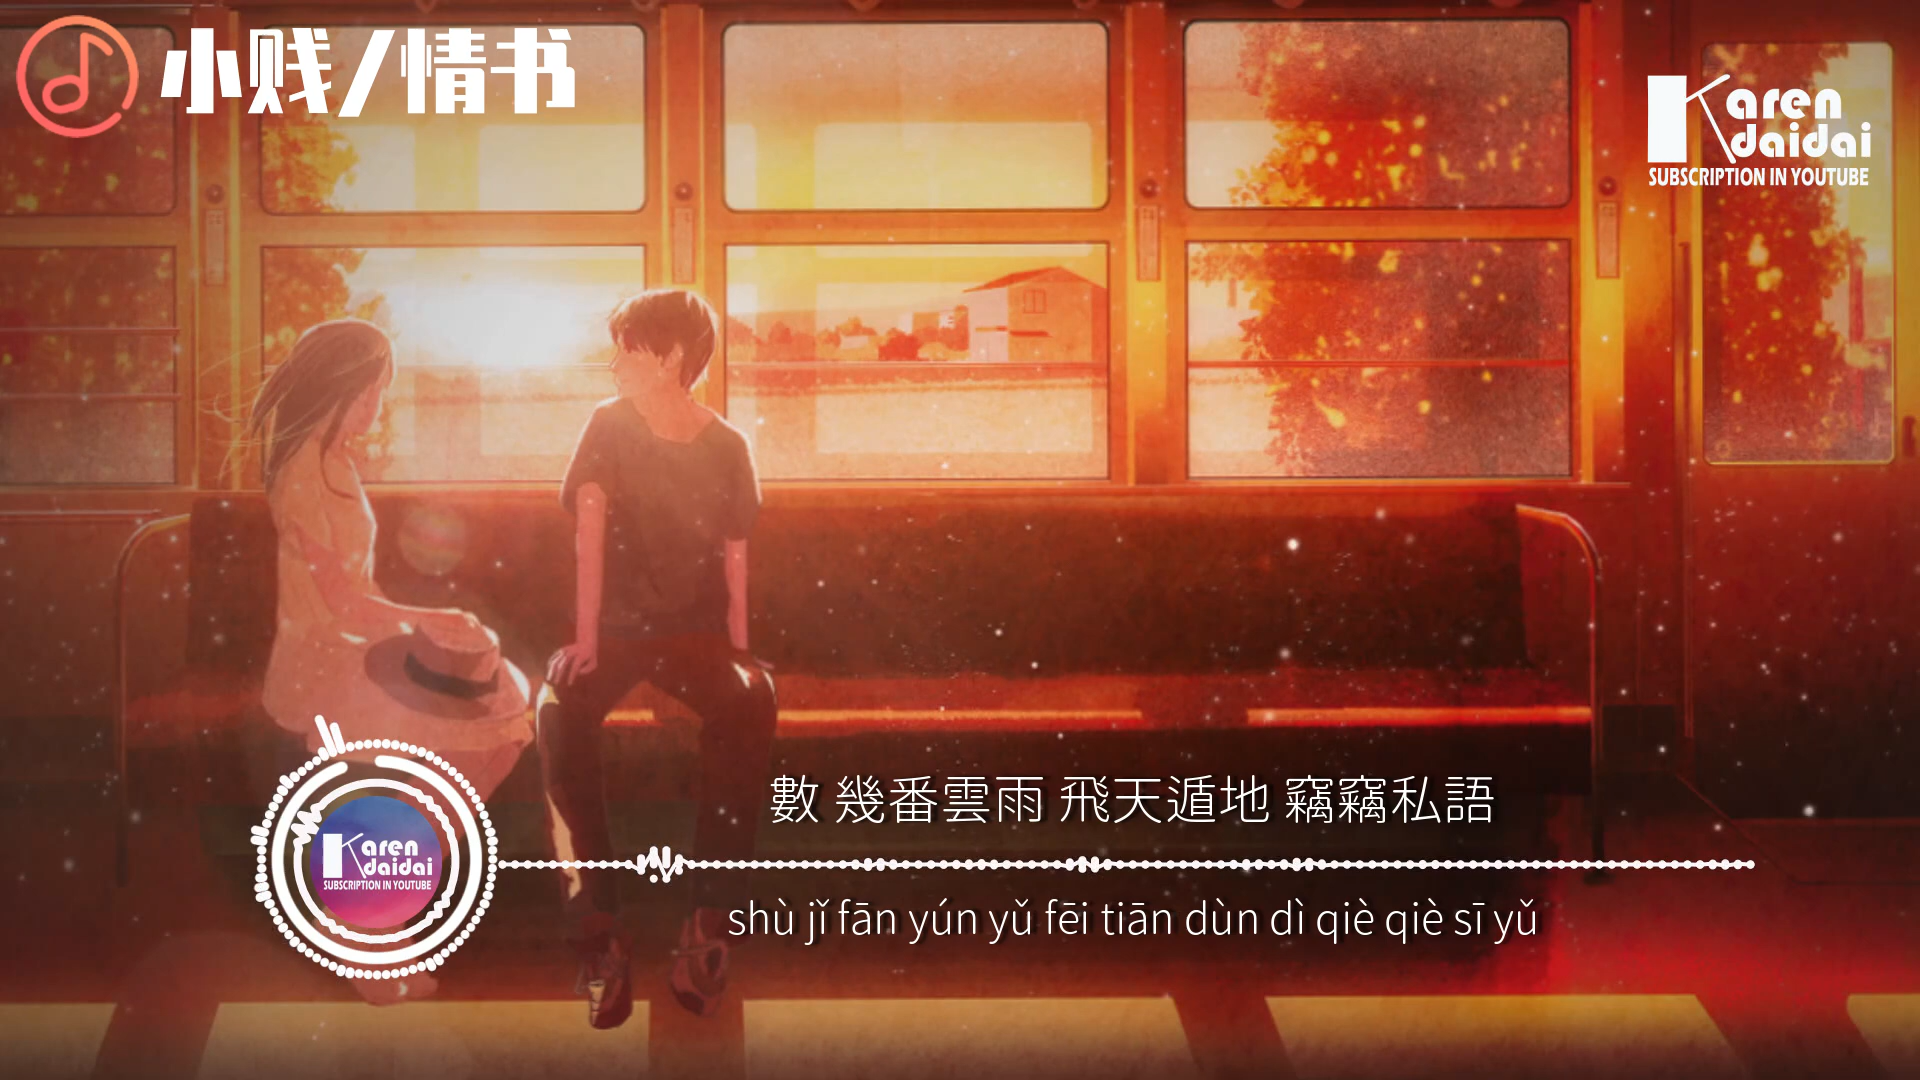 小贱/情书
Karen
daidai
SUBSCRIPTION IN YOUTUBE
數 幾番雲雨 飛天遁地 竊竊私語
shù jǐ fān yún yǔ fēi tiān dùn dì qiè qiè sī yǔ
Karen
daidai
SUBSCRIPTION IN YOUTUBE